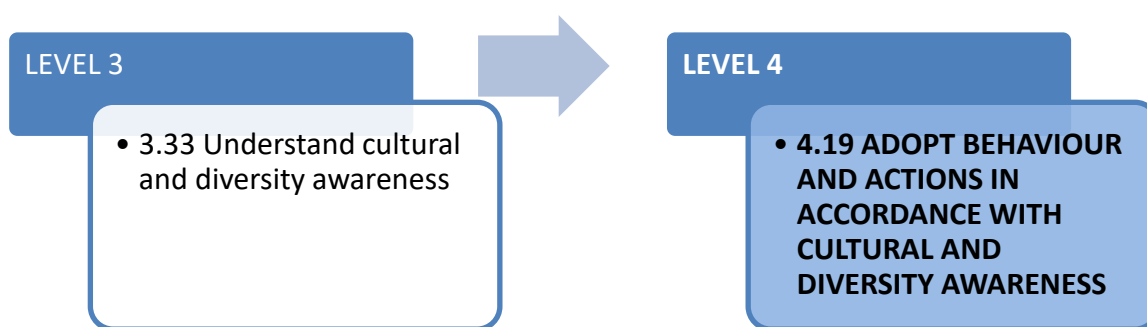 LEVEL 3
• 3.33 Understand cultural
and diversity awareness
LEVEL 4
• 4.19 ADOPT BEHAVIOUR
AND ACTIONS IN
ACCORDANCE WITH
CULTURAL AND
DIVERSITY AWARENESS